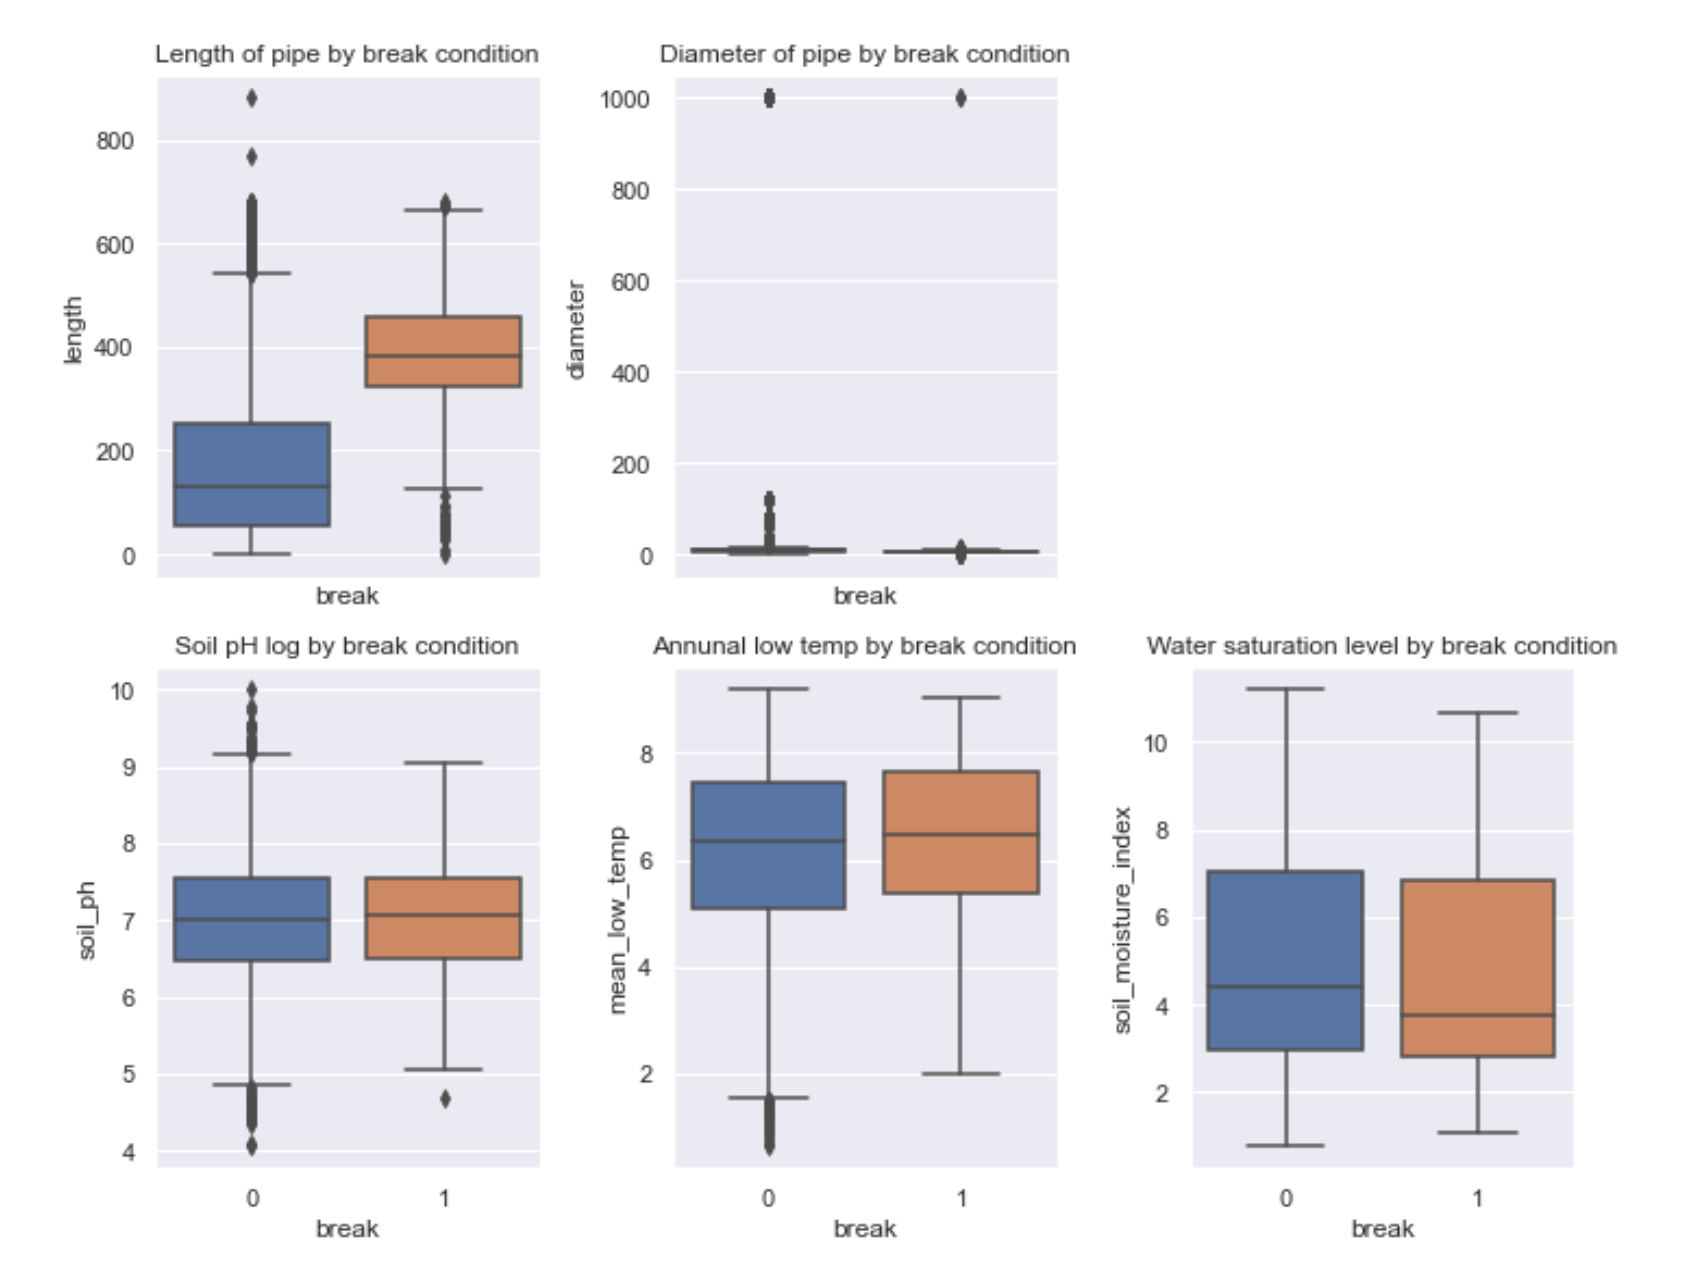 Length of pipe by break condition
Diameter of pipe by break condition
length
800
600
400
200
0
break
diameter
1000
800
600
400
200
0
break
Soil pH log by break condition
Annunal low temp by break condition
Water saturation level by break condition
soil_ph
10
9
8
7
6
5
4
0 1
break
mean_low_temp
8
6
4
2
0 1
break
soil_moisture_index
10
8
6
4
2
0 1
break